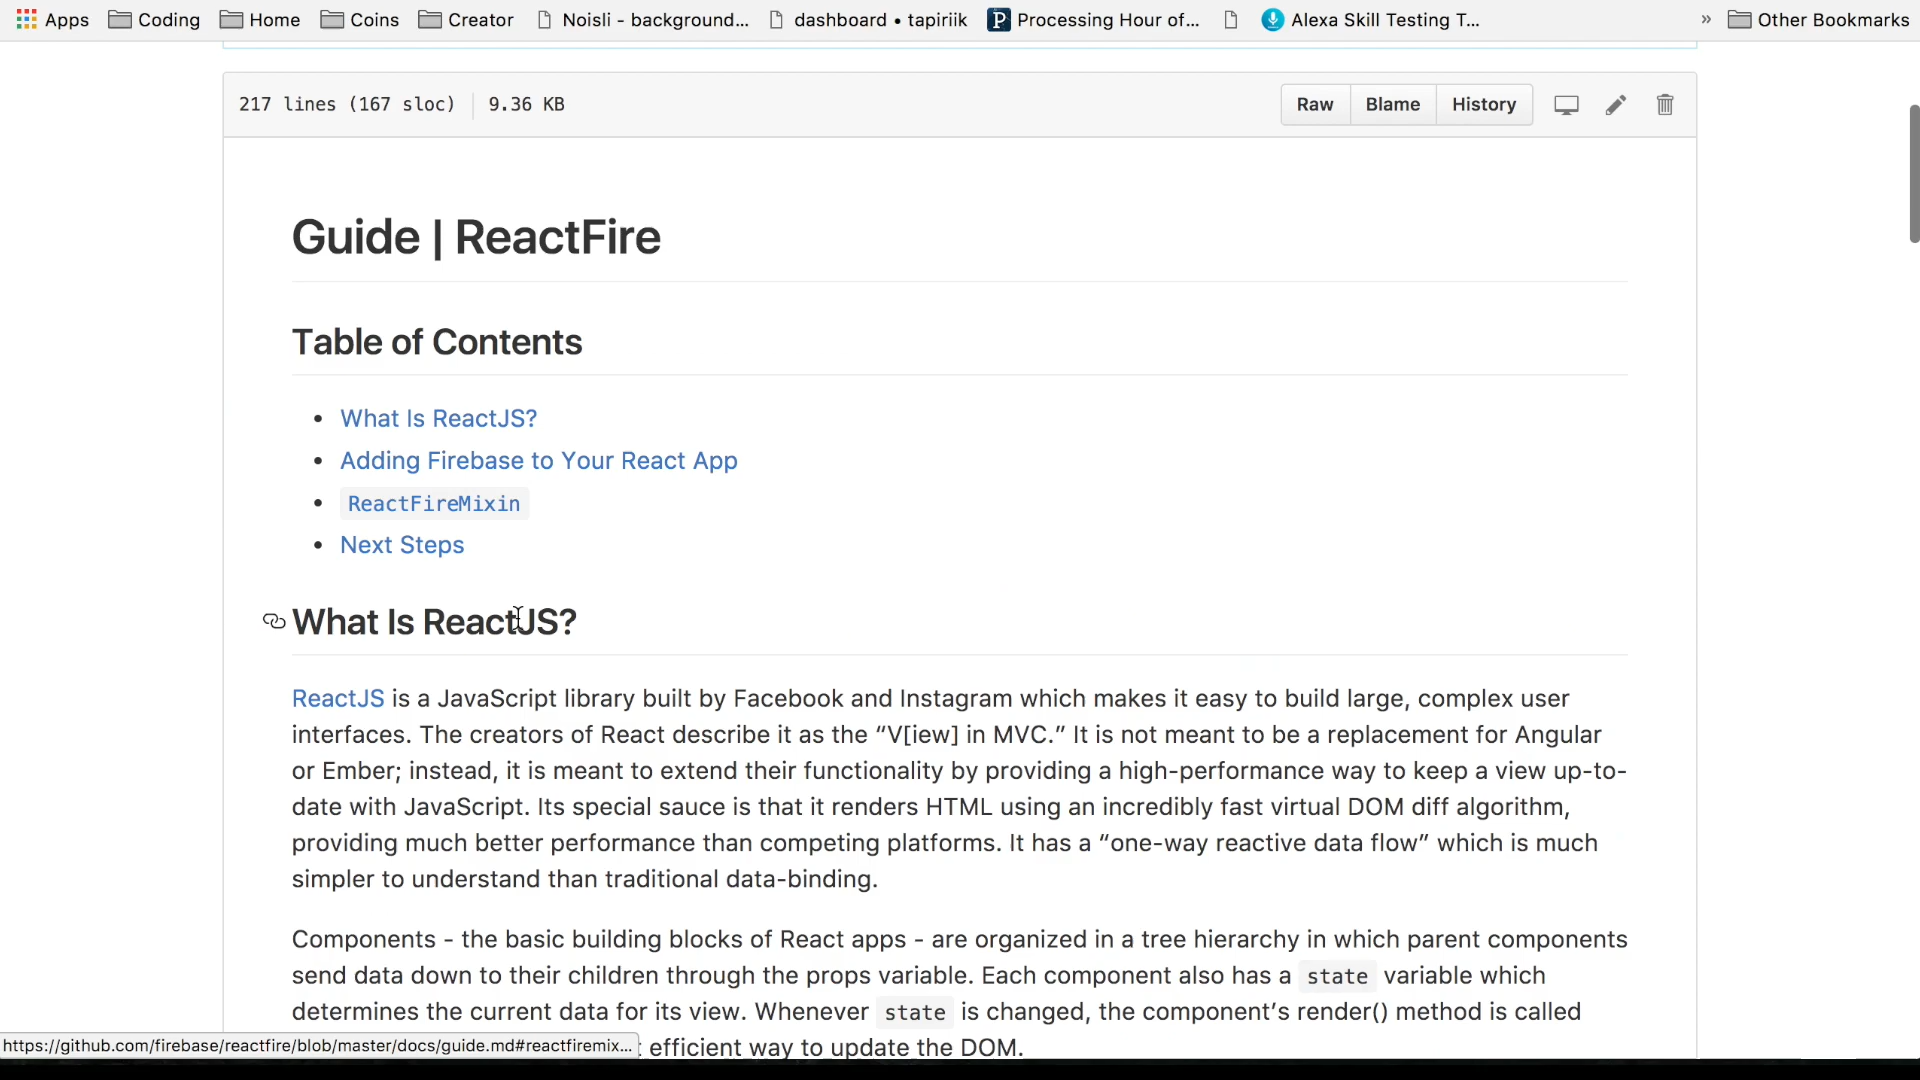 Apps Coding Home Coins Creator Noisli - background... dashboard • tapiriik Processing Hour of... Alexa Skill Testing T... » Other Bookmarks
217 lines (167 sloc) 9.36 KB Raw Blame History
Guide | ReactFire
Table of Contents
• What Is ReactJS?
• Adding Firebase to Your React App
• ReactFireMixin
• Next Steps
What Is ReactJS?
ReactJS is a JavaScript library built by Facebook and Instagram which makes it easy to build large, complex user
interfaces. The creators of React describe it as the “V[iew] in MVC.” It is not meant to be a replacement for Angular
or Ember; instead, it is meant to extend their functionality by providing a high-performance way to keep a view up-to-
date with JavaScript. Its special sauce is that it renders HTML using an incredibly fast virtual DOM diff algorithm,
providing much better performance than competing platforms. It has a “one-way reactive data flow” which is much
simpler to understand than traditional data-binding.
Components - the basic building blocks of React apps - are organized in a tree hierarchy in which parent components
send data down to their children through the props variable. Each component also has a state variable which
determines the current data for its view. Whenever state is changed, the component’s render() method is called
https://github.com/firebase/reactfire/blob/master/docs/guide.md#reactfiremix... efficient way to update the DOM.